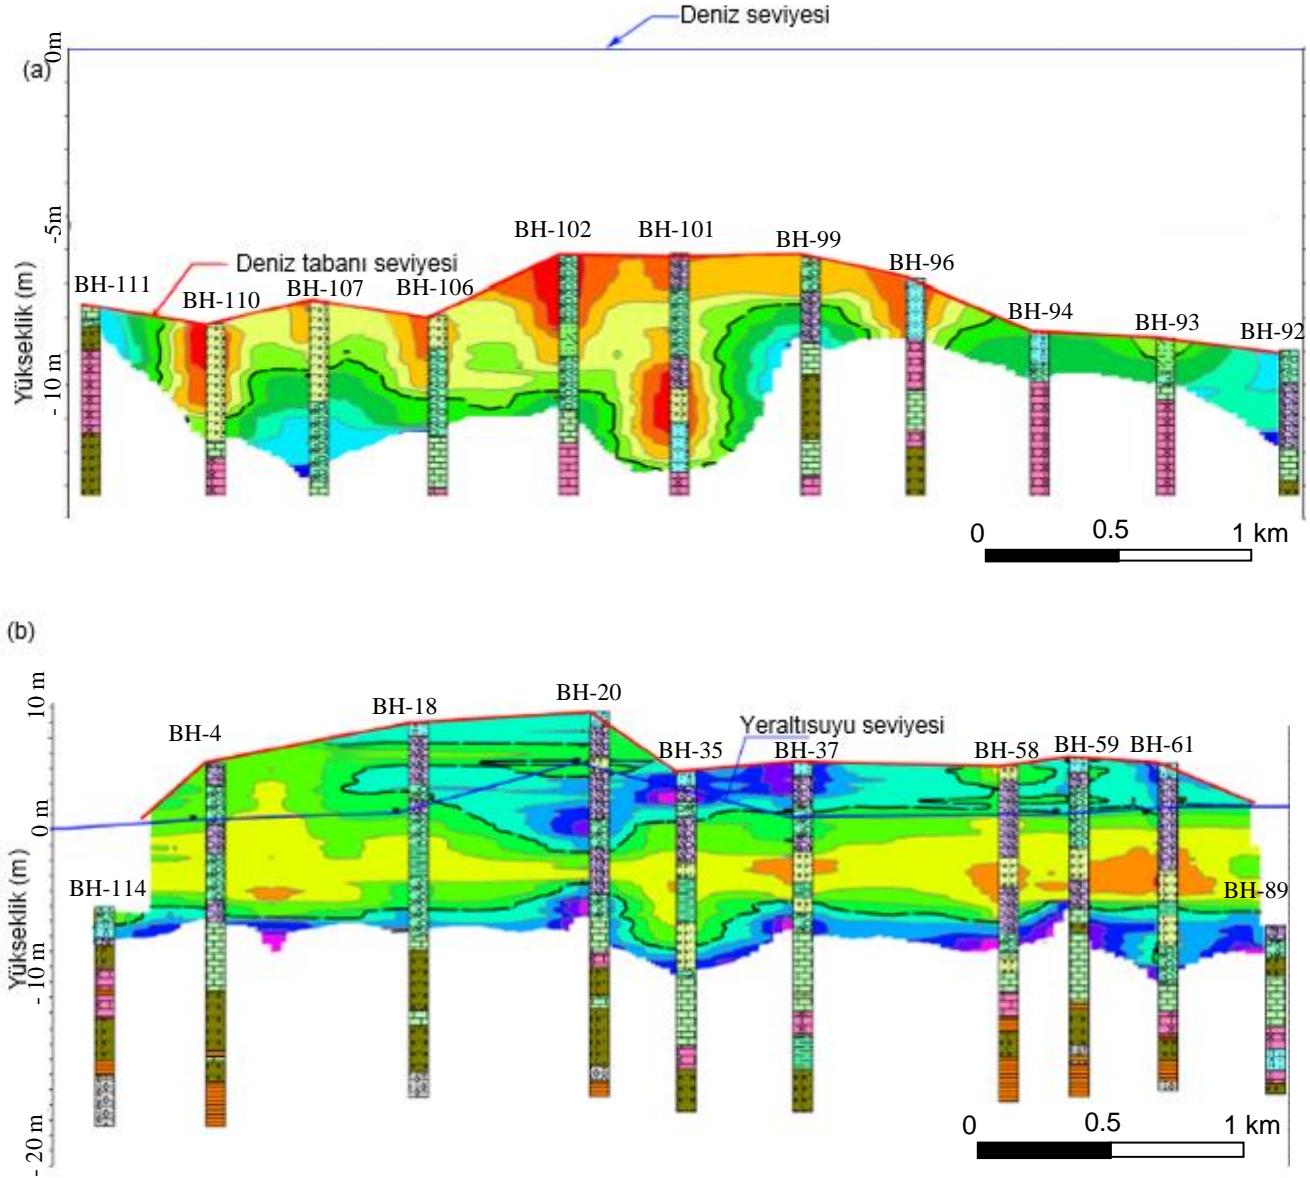 Deniz seviyesi
(a)
0m
-5m
- 10 m
Yükseklik (m )
Deniz tabanı seviyesi
BH-111
BH-110
BH-107
BH-106
BH-102
BH-101
BH-99
BH-96
BH-94
BH-93
BH-92
0 0.5 1 km
(b)
10 m
0 m
- 10 m
- 20 m
Yükseklik (m )
Yeraltısuyu seviyesi
BH-114
BH-4
BH-18
BH-20
BH-35
BH-37
BH-58
BH-59
BH-61
BH-89
0 0.5 1 km